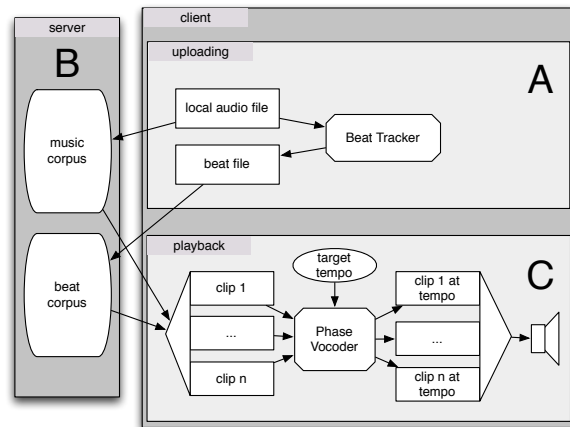 server
B
music
corpus
beat
corpus
client
uploading
A
local audio file
Beat Tracker
beat file
playback
C
target
tempo
clip 1
...
clip n
Phase
Vocoder
clip 1 at
tempo
...
clip n at
tempo